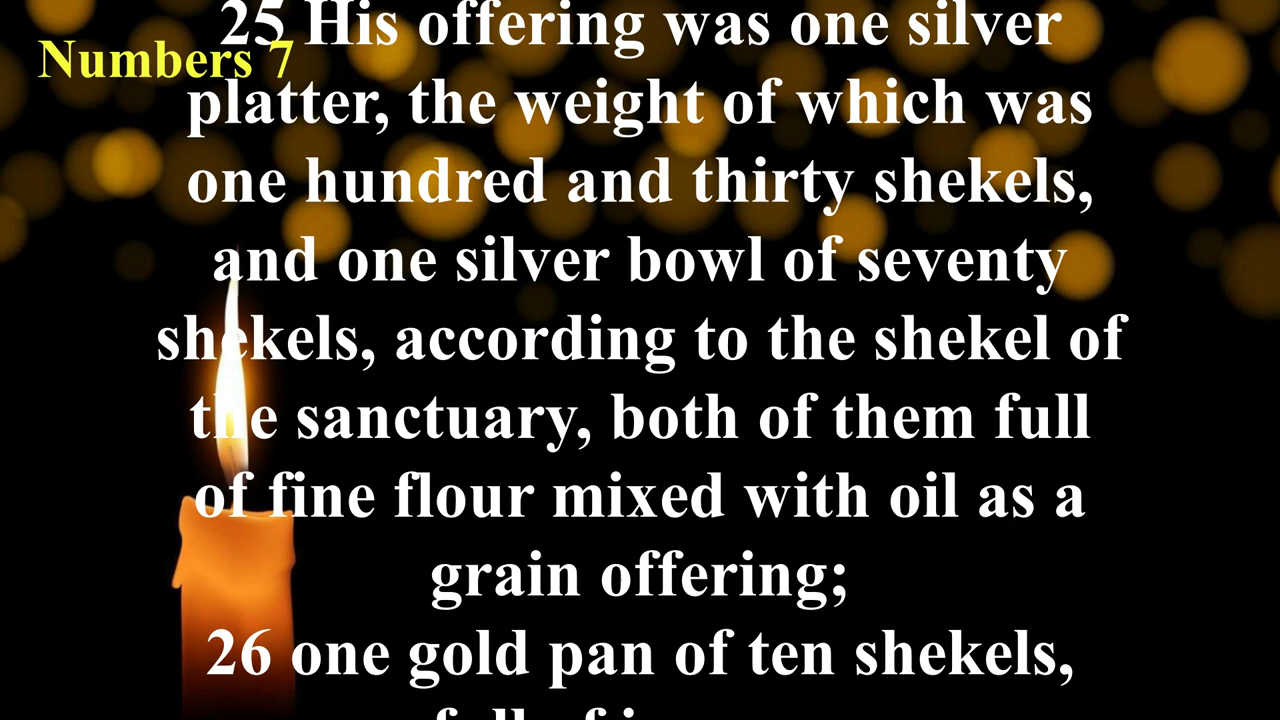 25 His offering was one silver
Numbers 7
platter, the weight of which was
one hundred and thirty shekels,
and one silver bowl of seventy
shekels, according to the shekel of
the sanctuary, both of them full
of fine flour mixed with oil as a
grain offering;
26 one gold pan of ten shekels,
full of